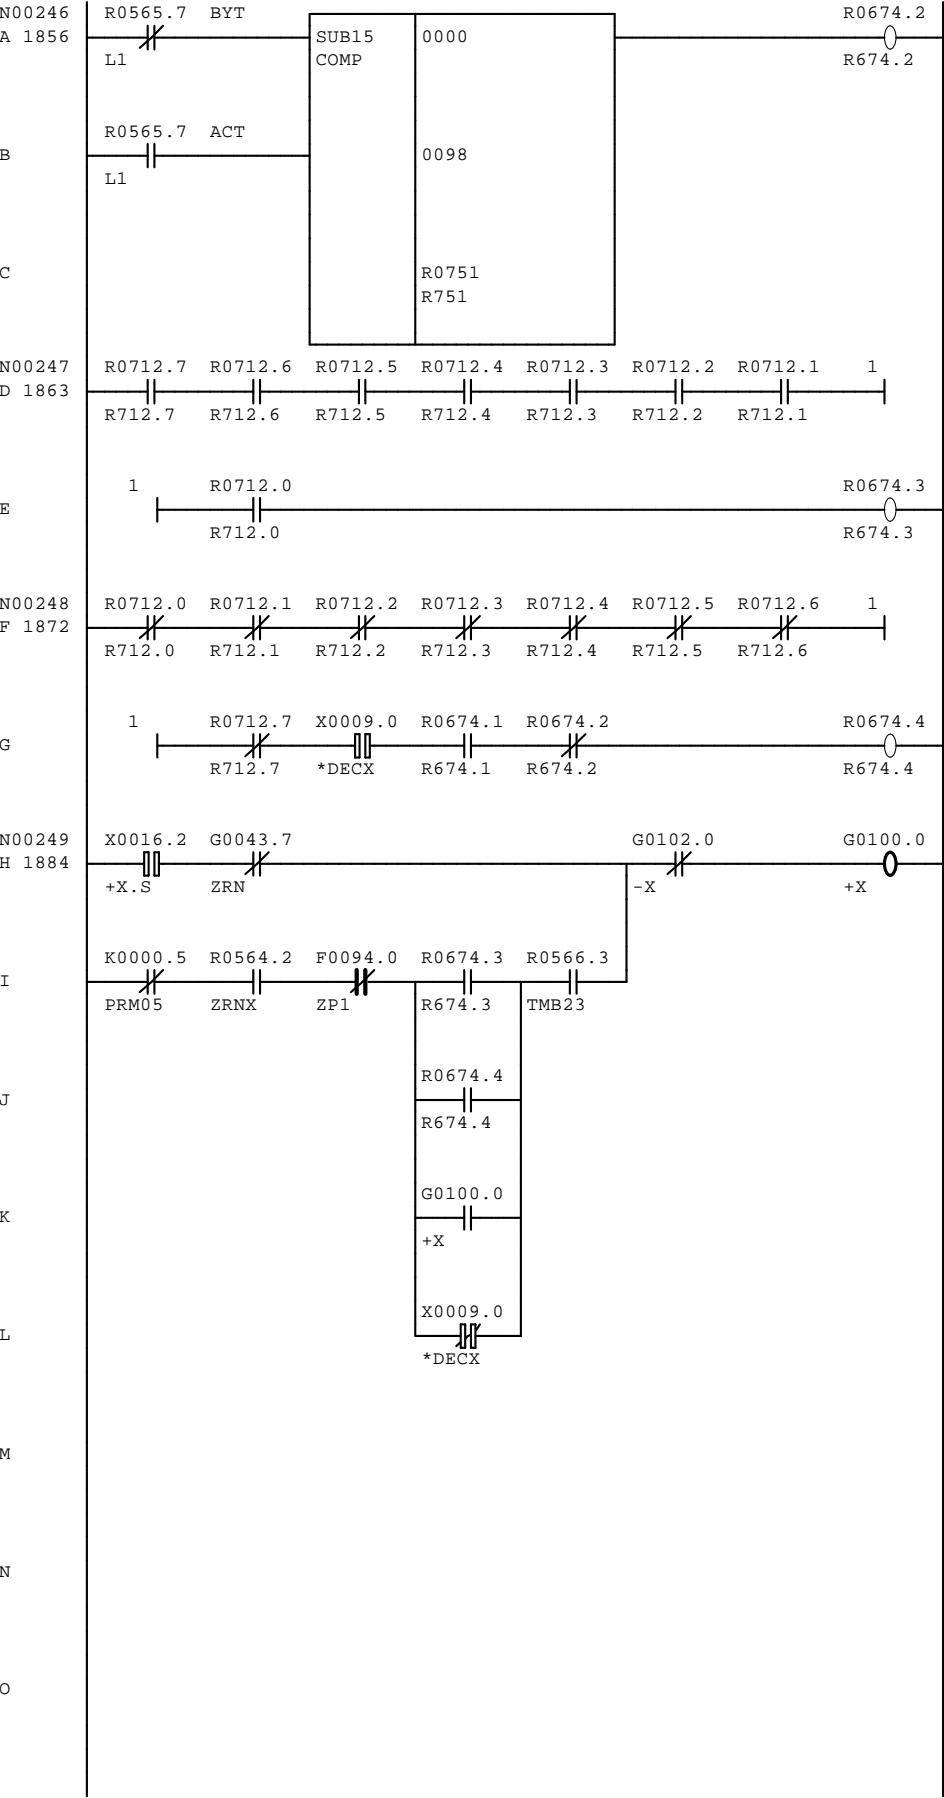 N00246 R0565.7 BYT R0674.2
A 1856 SUB15 0000
L1 COMP R674.2
R0565.7 ACT
B 0098
L1
C R0751
R751
N00247 R0712.7 R0712.6 R0712.5 R0712.4 R0712.3 R0712.2 R0712.1 1
D 1863
R712.7 R712.6 R712.5 R712.4 R712.3 R712.2 R712.1
1 R0712.0 R0674.3
E
R712.0 R674.3
N00248 R0712.0 R0712.1 R0712.2 R0712.3 R0712.4 R0712.5 R0712.6 1
F 1872
R712.0 R712.1 R712.2 R712.3 R712.4 R712.5 R712.6
1 R0712.7 X0009.0 R0674.1 R0674.2 R0674.4
G
R712.7 *DECX R674.1 R674.2 R674.4
N00249 X0016.2 G0043.7 G0102.0 G0100.0
H 1884
+X.S ZRN -X +X
K0000.5 R0564.2 F0094.0 R0674.3 R0566.3
I
PRM05 ZRNX ZP1 R674.3 TMB23
R0674.4
J
R674.4
G0100.0
K
+X
X0009.0
L
*DECX
M
N
O